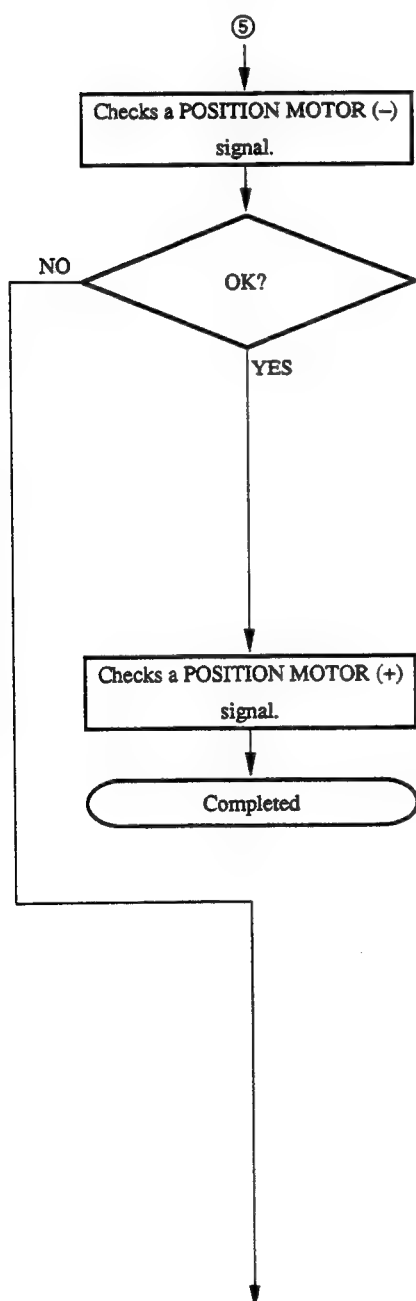 ⑤
Checks a POSITION MOTOR (–)
signal.
NO
OK?
YES
Checks a POSITION MOTOR (+)
signal.
Completed